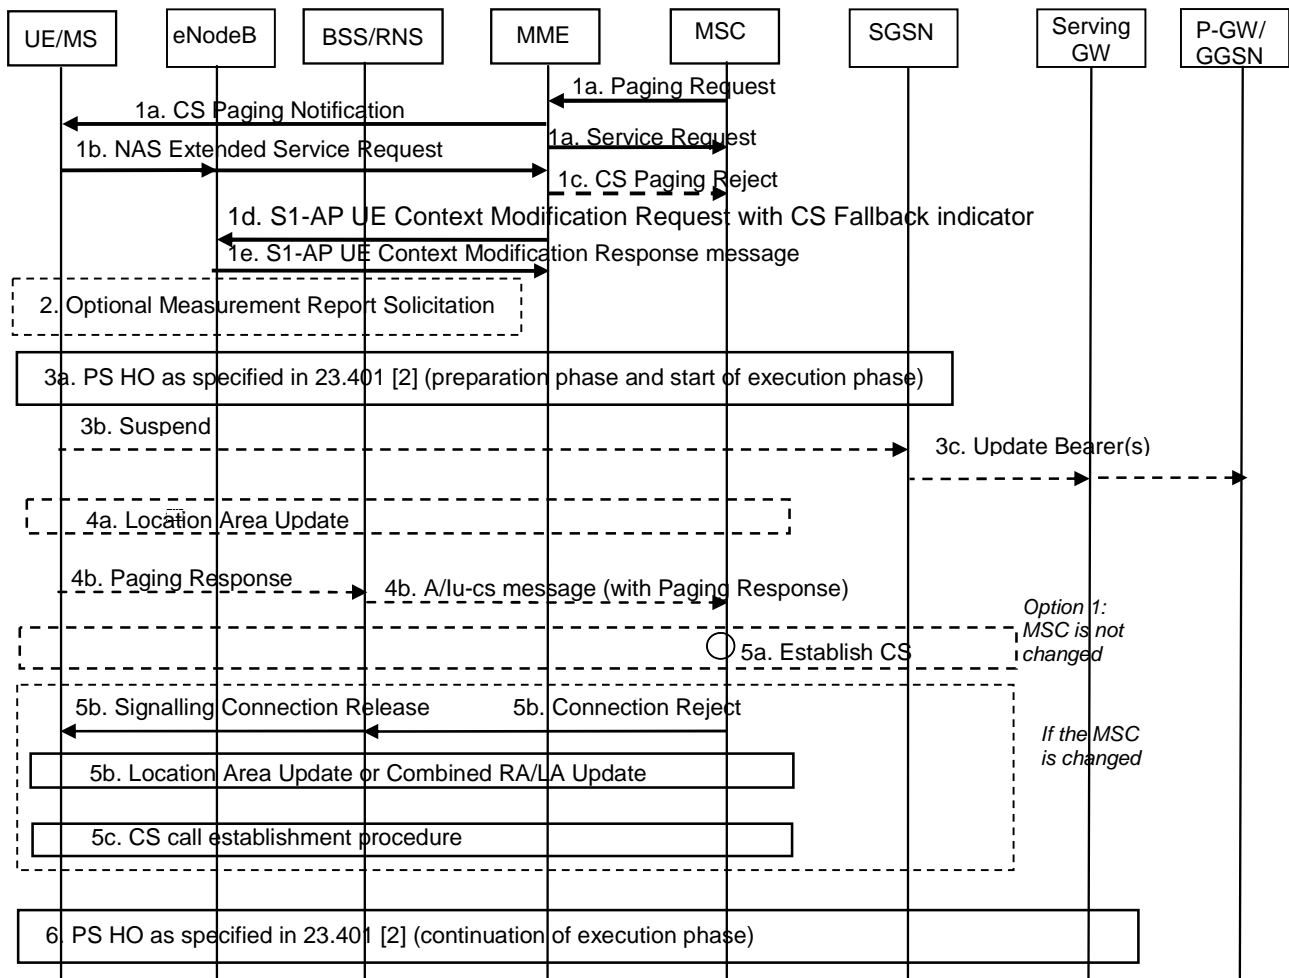 UE/MS
eNodeB
BSS/RNS
MME
MSC
SGSN
Serving
GW
P-GW/
GGSN
1a. Paging Request
1a. CS Paging Notification
1a. Service Request
1b. NAS Extended Service Request
1c. CS Paging Reject
1d. S1-AP UE Context Modification Request with CS Fallback indicator
1e. S1-AP UE Context Modification Response message
2. Optional Measurement Report Solicitation
3a. PS HO as specified in 23.401 [2] (preparation phase and start of execution phase)
3b. Suspend
3c. Update Bearer(s)
4a. Location Area Update
4b. Paging Response
4b. A/Iu-cs message (with Paging Response)
Option 1:
MSC is not
changed
5a. Establish CS
5b. Signalling Connection Release
5b. Connection Reject
If the MSC
is changed
5b. Location Area Update or Combined RA/LA Update
5c. CS call establishment procedure
6. PS HO as specified in 23.401 [2] (continuation of execution phase)